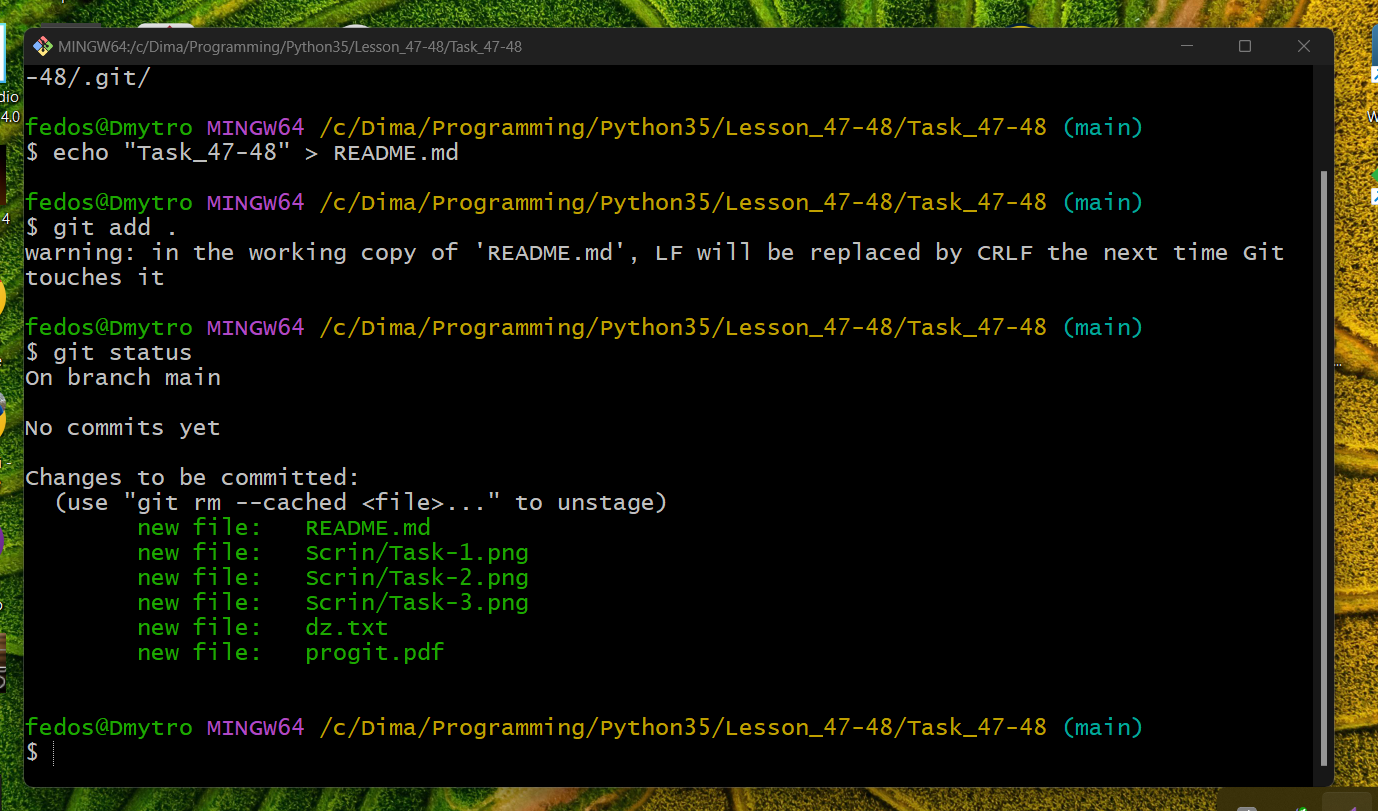 MINGW64:/c/Dima/Programming/Python35/Lesson_47-48/Task_47-48
-48/.git/
dio
4.0
fedos@Dmytro MINGW64 /c/Dima/Programming/Python35/Lesson_47-48/Task_47-48 (main)
$ echo "Task_47-48" > README.md
fedos@Dmytro MINGW64 /c/Dima/Programming/Python35/Lesson_47-48/Task_47-48 (main)
4
$ git add .
warning: in the working copy of 'README.md', LF will be replaced by CRLF the next time Git
touches it
fedos@Dmytro MINGW64 /c/Dima/Programming/Python35/Lesson_47-48/Task_47-48 (main)
$ git status
On branch main
No commits yet
Changes to be committed:
(use "git rm --cached <file>..." to unstage)
new file:   README.md
new file:   Scrin/Task-1.png
new file:   Scrin/Task-2.png
new file:   Scrin/Task-3.png
new file:   dz.txt
new file:   progit.pdf
fedos@Dmytro MINGW64 /c/Dima/Programming/Python35/Lesson_47-48/Task_47-48 (main)
$